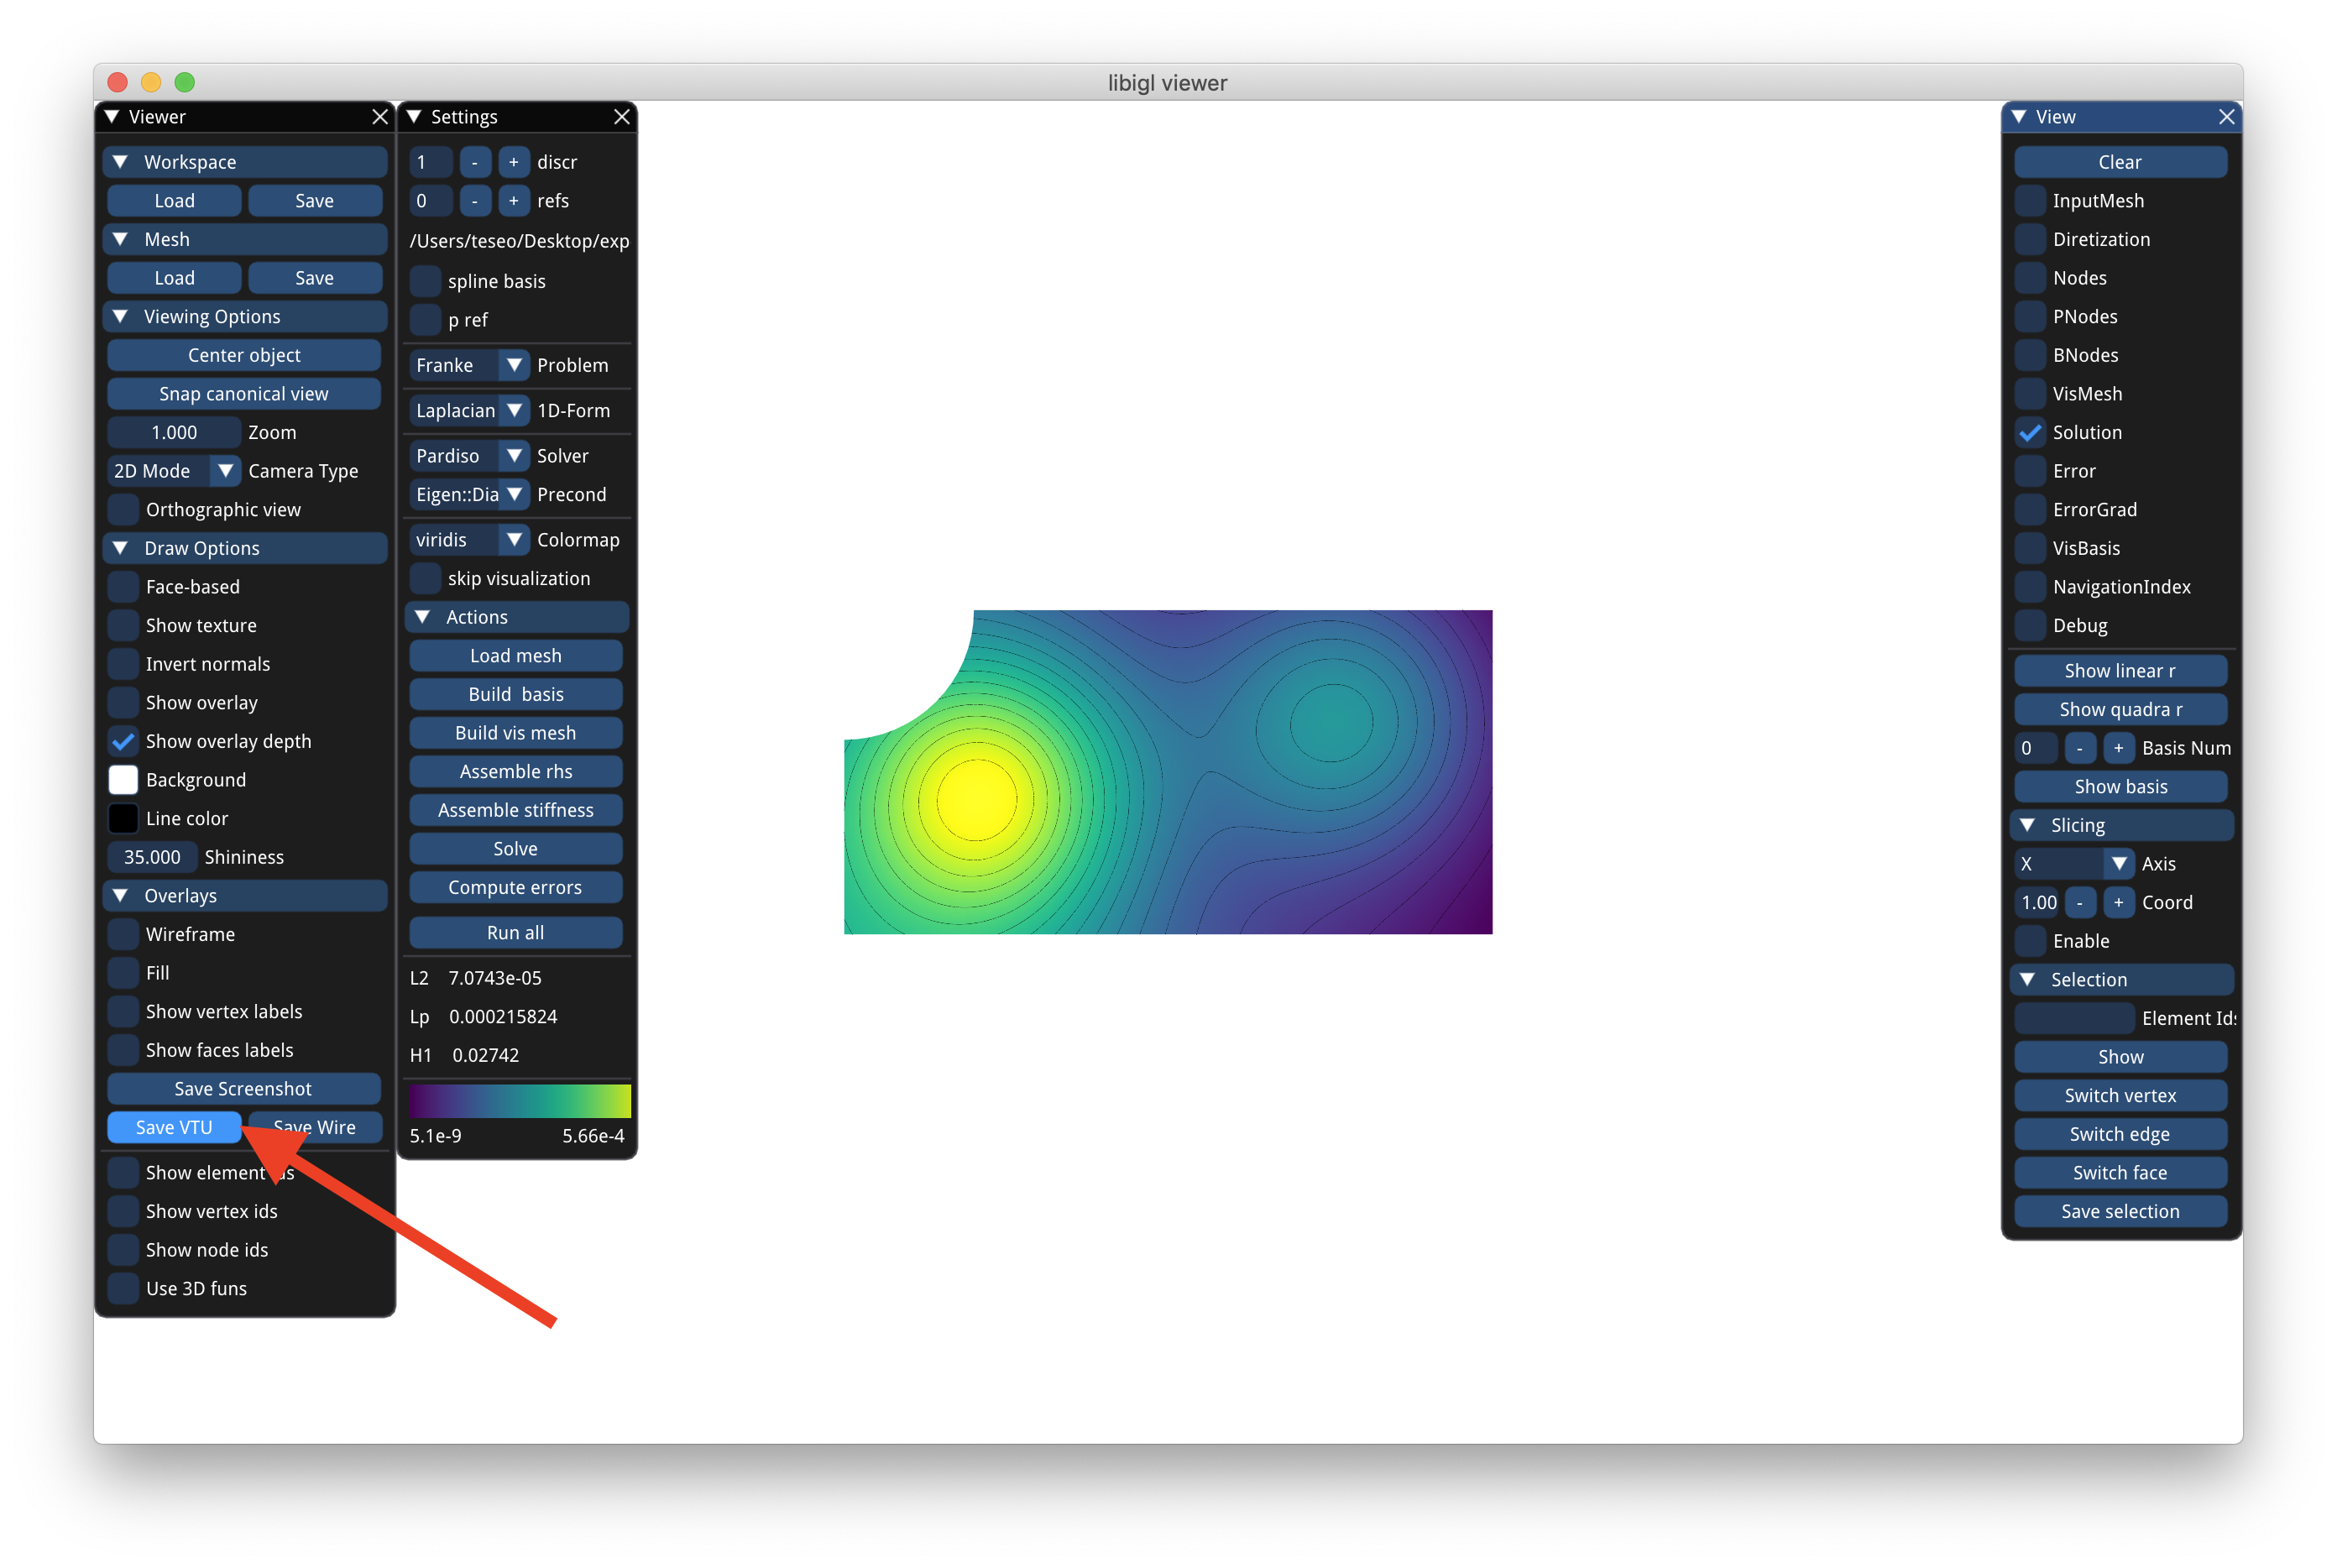 libigl viewer
Viewer
Workspace
Load Save
Mesh
Load Save
Viewing Options
Center object
Snap canonical view
1.000 Zoom
2D Mode Camera Type
Orthographic view
Draw Options
Face-based
Show texture
Invert normals
Show overlay
Show overlay depth
Background
Line color
35.000 Shininess
Overlays
Wireframe
Fill
Show vertex labels
Show faces labels
Save Screenshot
Save VTU Save Wire
Show element ids
Show vertex ids
Show node ids
Use 3D funs
Settings
1 - + discr
0 - + refs
/Users/teseo/Desktop/exp
spline basis
p ref
Franke Problem
Laplacian 1D-Form
Pardiso Solver
Eigen::Dia Precond
viridis Colormap
skip visualization
Actions
Load mesh
Build basis
Build vis mesh
Assemble rhs
Assemble stiffness
Solve
Compute errors
Run all
L2 7.0743e-05
Lp 0.000215824
H1 0.02742
5.1e-9 5.66e-4
View
Clear
InputMesh
Diretization
Nodes
PNodes
BNodes
VisMesh
Solution
Error
ErrorGrad
VisBasis
NavigationIndex
Debug
Show linear r
Show quadra r
0 - + Basis Num
Show basis
Slicing
X Axis
1.00 - + Coord
Enable
Selection
Element Ids
Show
Switch vertex
Switch edge
Switch face
Save selection